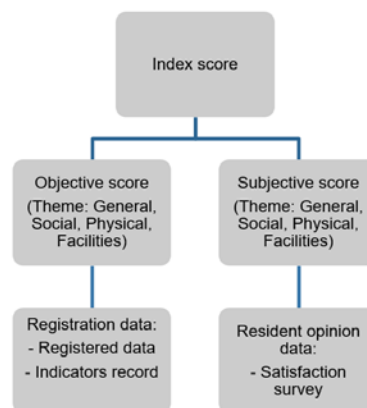 Index score
Objective score
(Theme: General,
Social, Physical,
Facilities)
Subjective score
(Theme: General,
Social, Physical,
Facilities)
Registration data:
- Registered data
- Indicators record
Resident opinion
data:
- Satisfaction
survey